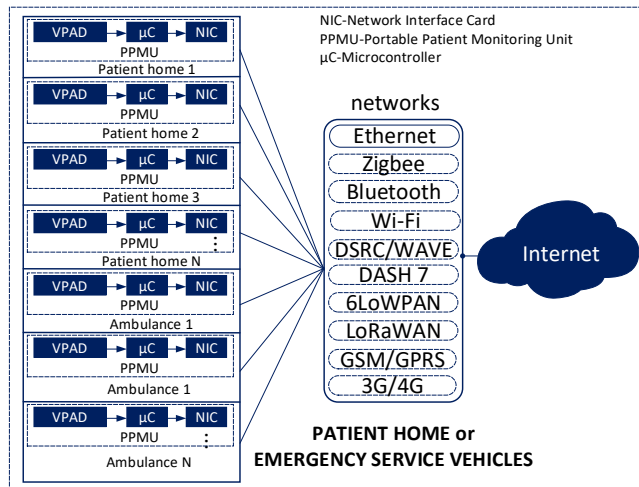 NIC-Network Interface Card
PPMU-Portable Patient Monitoring Unit
µC-Microcontroller
VPAD µC NIC
PPMU
Patient home 1
VPAD µC NIC
PPMU
Patient home 2
VPAD µC NIC
PPMU
Patient home 3
VPAD µC NIC
PPMU
Patient home N
VPAD µC NIC
PPMU
Ambulance 1
VPAD µC NIC
PPMU
Ambulance 1
VPAD µC NIC
PPMU
Ambulance N
networks
Ethernet
Zigbee
Bluetooth
Wi-Fi
DSRC/WAVE
DASH 7
6LoWPAN
LoRaWAN
GSM/GPRS
3G/4G
Internet
PATIENT HOME or
EMERGENCY SERVICE VEHICLES